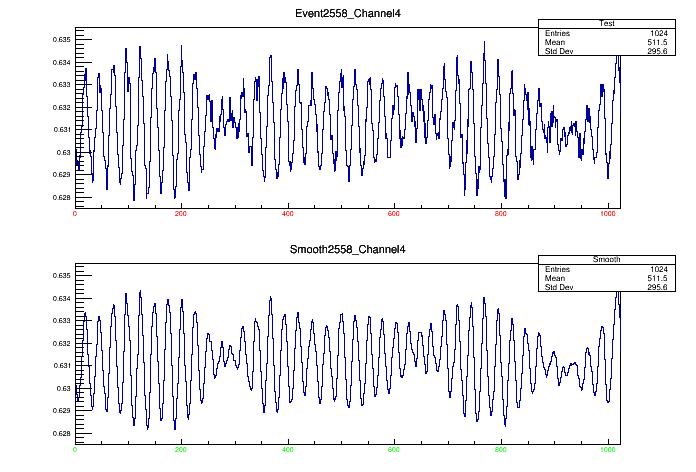 Event2558_Channel4
Test
Entries 1024
Mean 511.5
Std Dev 295.6
0.635
0.634
0.633
0.632
0.631
0.63
0.629
0.628
0 200 400 600 800 1000
Smooth2558_Channel4
Smooth
Entries 1024
Mean 511.5
Std Dev 295.6
0.635
0.634
0.633
0.632
0.631
0.63
0.629
0.628
0 200 400 600 800 1000